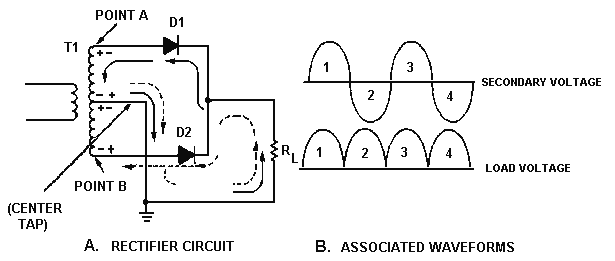 POINT A
D1
T1
+ -
- +
+ -
D2
- +
R L
POINT B
(CENTER
TAP)
1
3
SECONDARY VOLTAGE
2
4
1 2 3 4
LOAD VOLTAGE
A. RECTIFIER CIRCUIT
B. ASSOCIATED WAVEFORMS